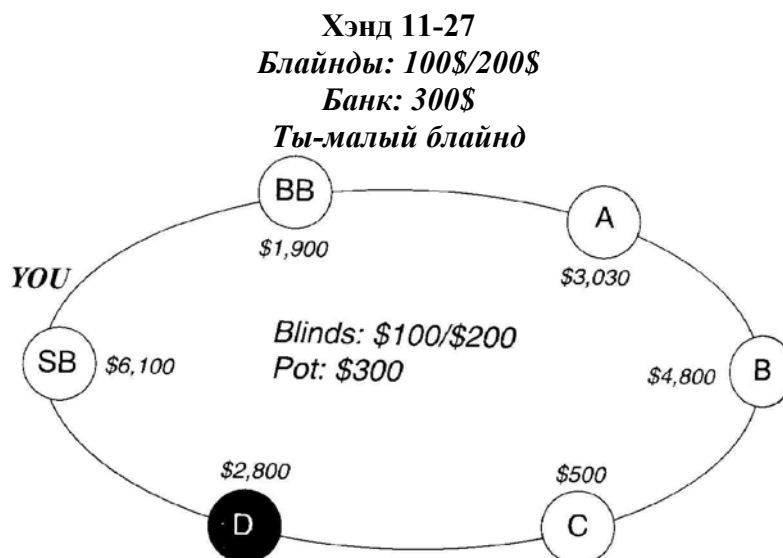 Хэнд 11-27
Блайнды: 100$/200$
Банк: 300$
Ты-малый блайнд
BB
$1,900
A
$3,030
YOU
SB
$6,100
Blinds: $100/$200
Pot: $300
$4,800
B
$2,800
D
$500
C